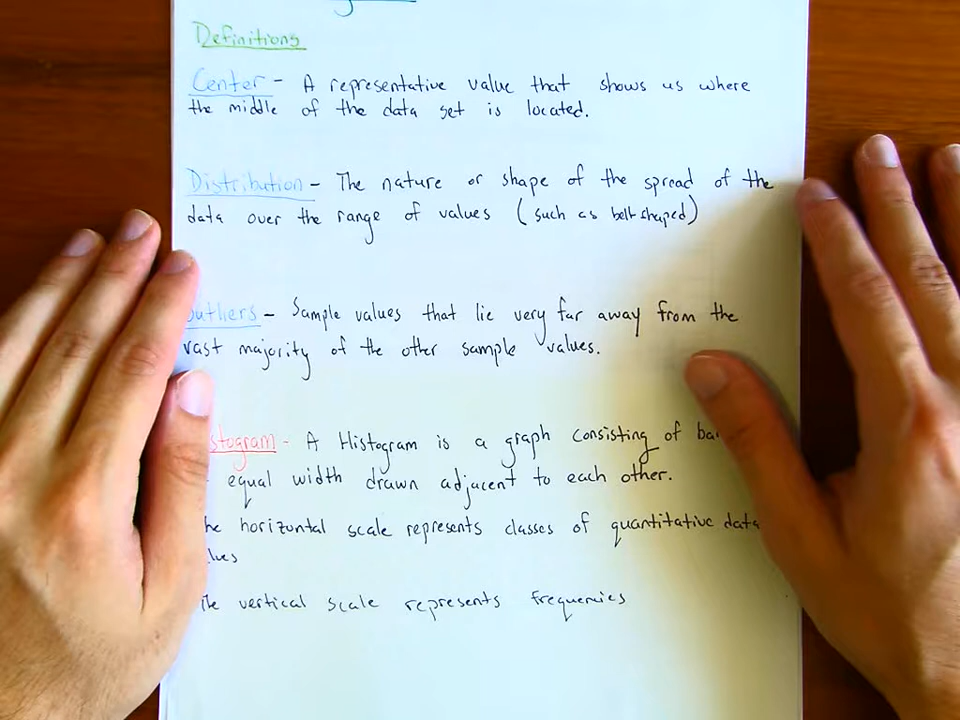 Definitions
Center - A representative value that shows us where
the middle of the data set is located.
Distribution - The nature or shape of the spread of the
data over the range of values (such as bell-shaped)
outliers - Sample values that lie very far away from the
vast majority of the other sample values.
stogram - A Histogram is a graph consisting of ba
equal width drawn adjacent to each other.
he horizontal scale represents classes of quantitative data
lues
The vertical scale represents frequencies